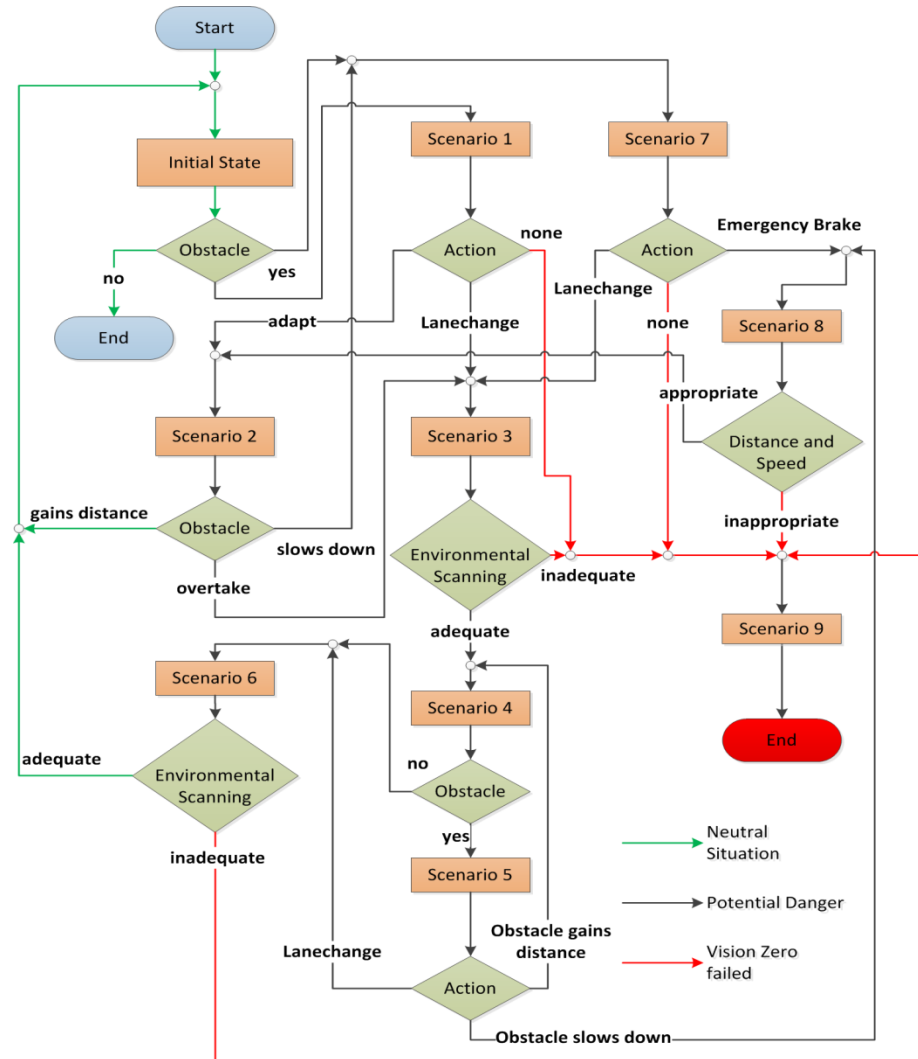 Start
Initial State
Obstacle
yes
no
End
Scenario 1
Action
none
adapt
Lanechange
Scenario 7
Action
Emergency Brake
Lanechange
none
Scenario 8
appropriate
Distance and
Speed
inappropriate
Scenario 2
Obstacle
gains distance
slows down
overtake
Scenario 3
Environmental
Scanning
inadequate
adequate
Scenario 9
End
Scenario 6
Environmental
Scanning
adequate
inadequate
Scenario 4
Obstacle
no
yes
Scenario 5
Action
Lanechange
Obstacle gains
distance
Obstacle slows down
Neutral
Situation
Potential Danger
Vision Zero
failed